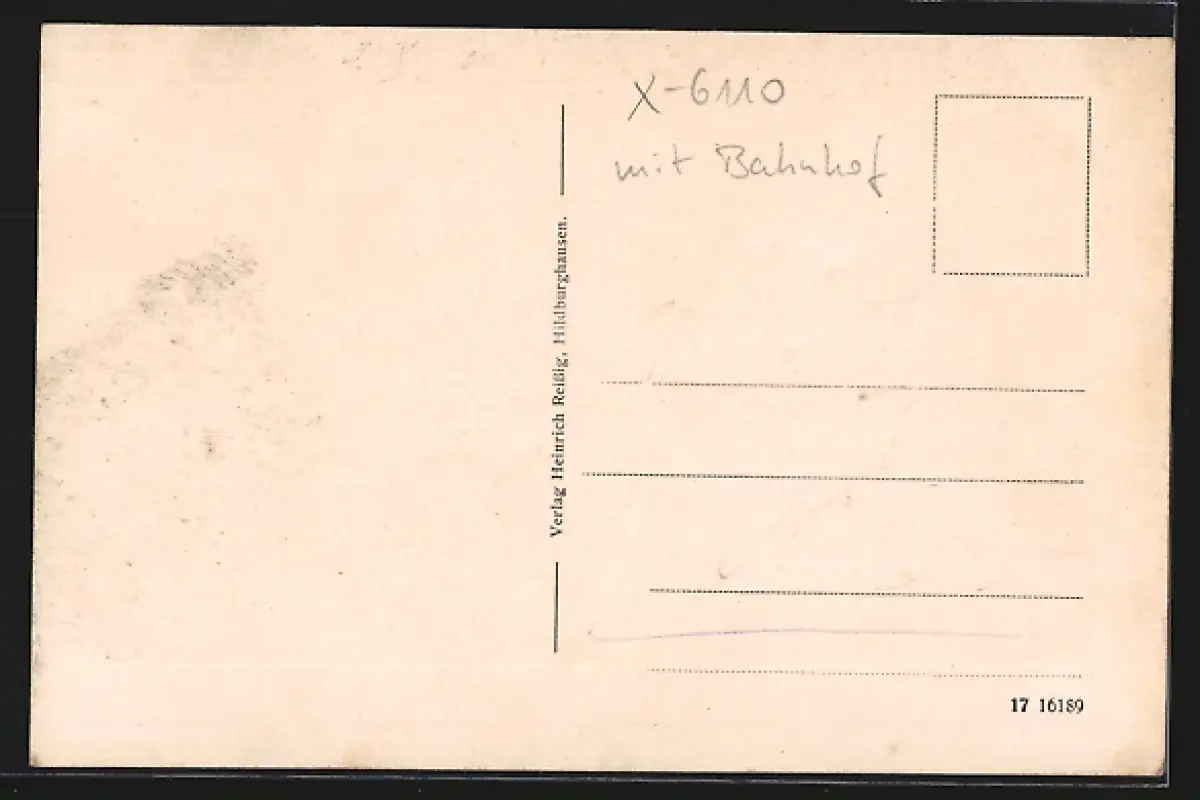 X-6110
mit Bahnhof
Verlag Heinrich Reißig, Hildburghausen.
17 16189